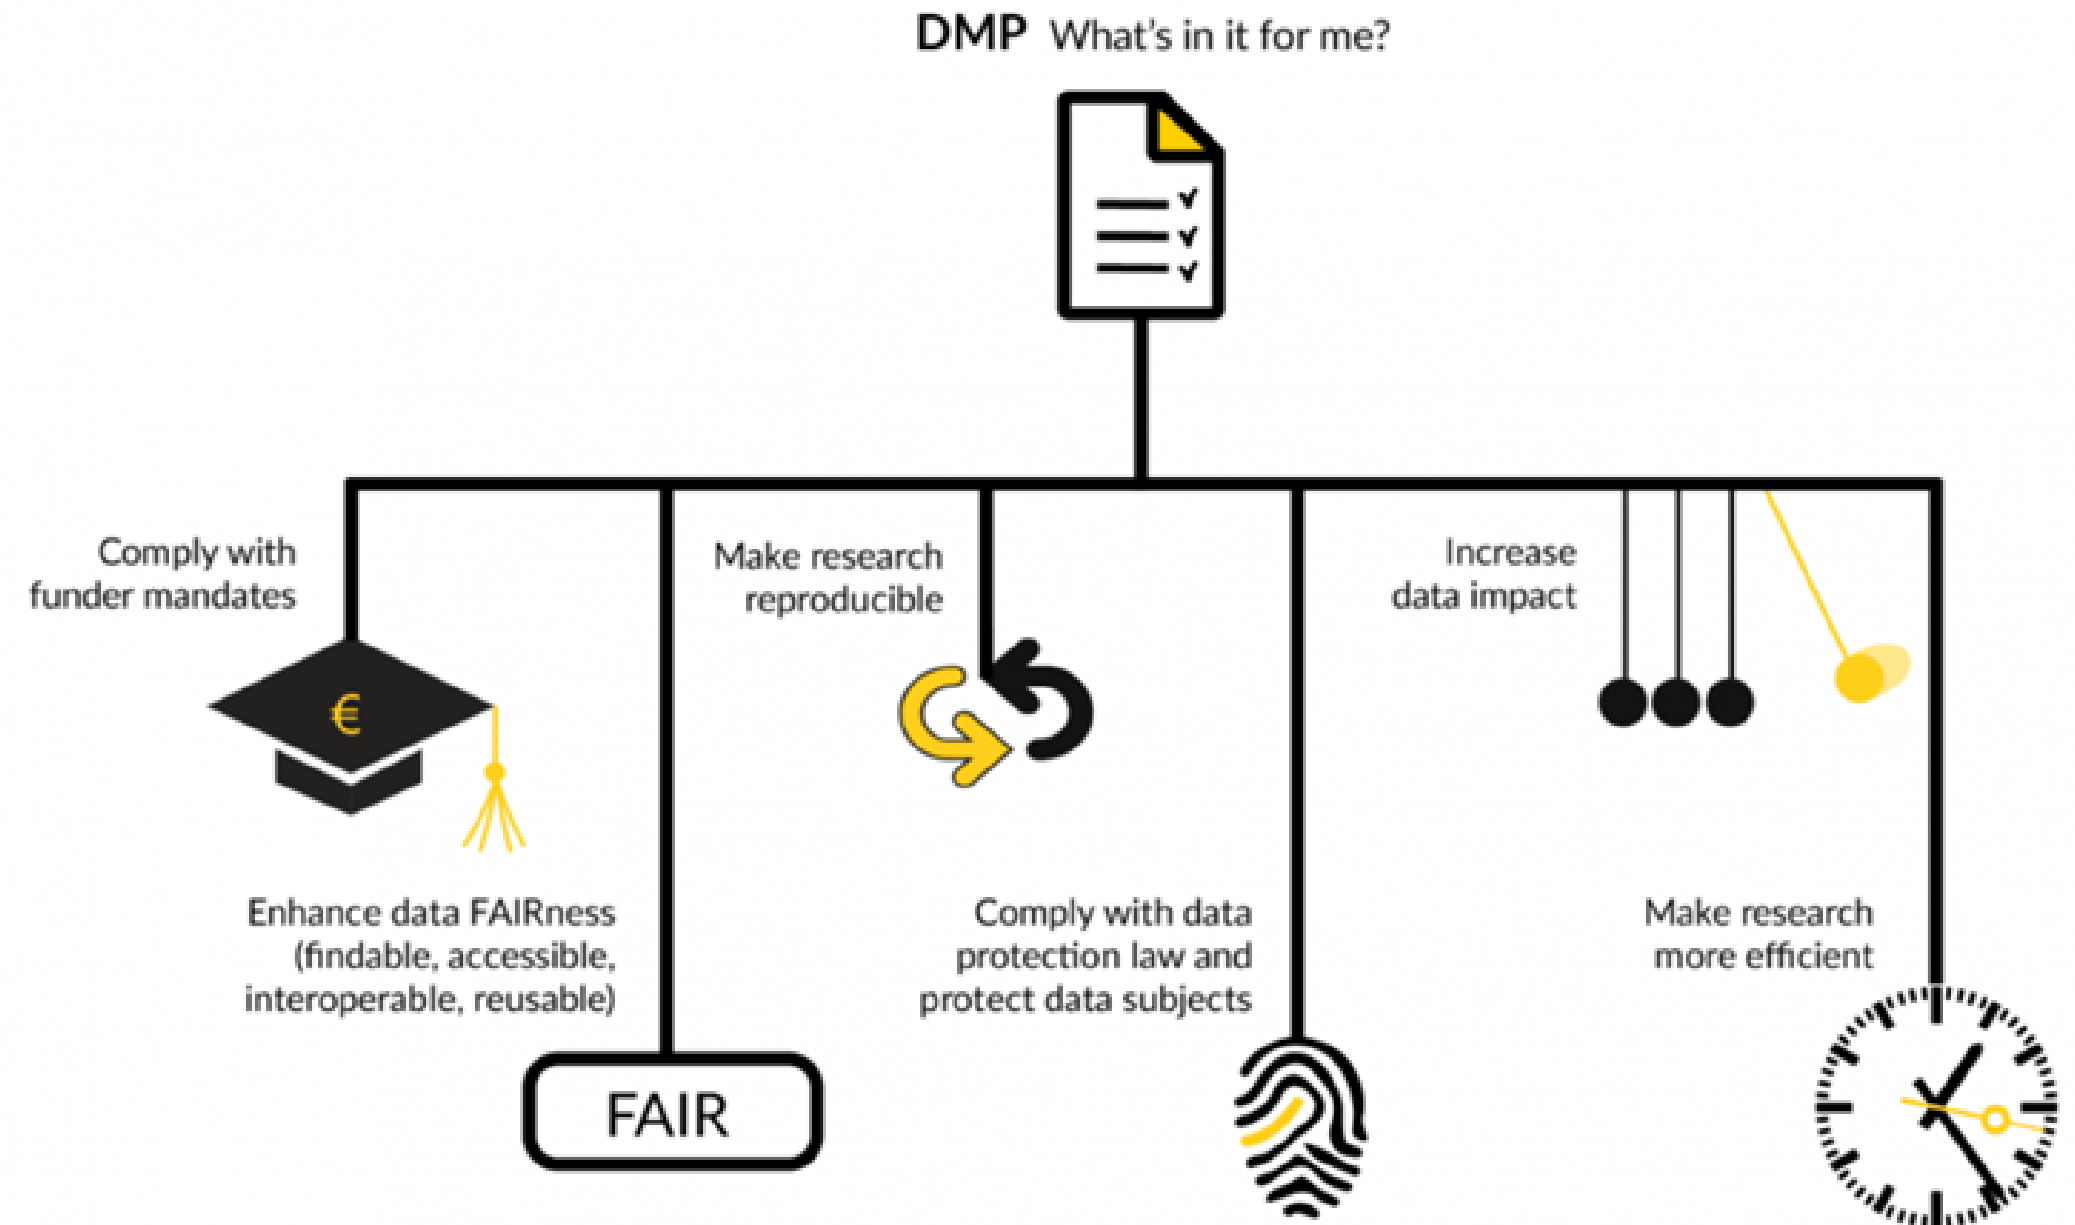 DMP What's in it for me?
Comply with
funder mandates
€
Enhance data FAIRness
(findable, accessible,
interoperable, reusable)
FAIR
Make research
reproducible
Comply with data
protection law and
protect data subjects
Increase
data impact
Make research
more efficient